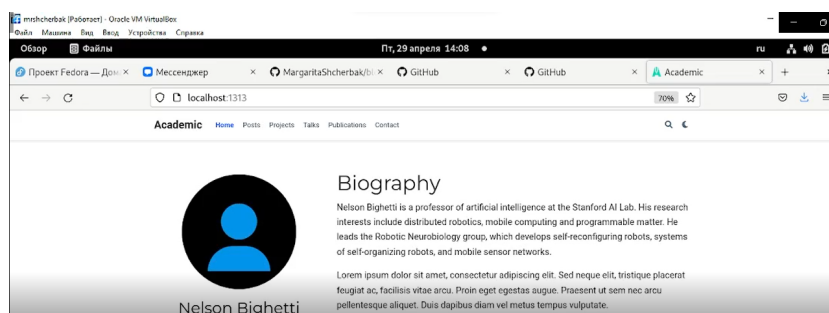 mrshcherbak [Работает] - Oracle VM VirtualBox
Файл Машина Вид Ввод Устройства Справка
Обзор Файлы Пт, 29 апреля 14:08 ru
Проект Fedora — Дом Мессенджер MargaritaShcherbak/bl GitHub GitHub Academic
localhost:1313 70%
Academic Home Posts Projects Talks Publications Contact
Biography
Nelson Bighetti is a professor of artificial intelligence at the Stanford AI Lab. His research
interests include distributed robotics, mobile computing and programmable matter. He
leads the Robotic Neurobiology group, which develops self-reconfiguring robots, systems
of self-organizing robots, and mobile sensor networks.
Lorem ipsum dolor sit amet, consectetur adipiscing elit. Sed neque elit, tristique placerat
feugiat ac, facilisis vitae arcu. Proin eget egestas augue. Praesent ut sem nec arcu
pellentesque aliquet. Duis dapibus diam vel metus tempus vulputate.
Nelson Bighetti